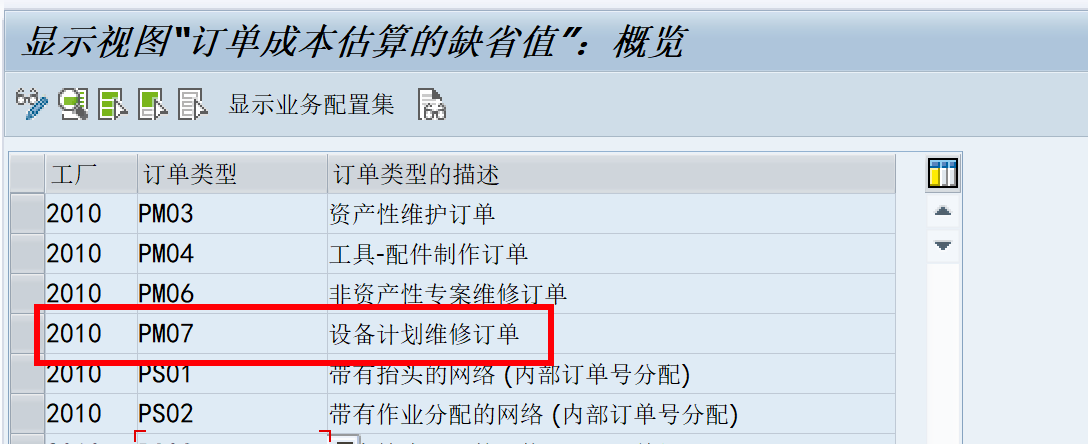 显示视图"订单成本估算的缺省值": 概览
显示业务配置集
工厂 订单类型 订单类型的描述
2010 PM03 资产性维护订单
2010 PM04 工具-配件制作订单
2010 PM06 非资产性专案维修订单
2010 PM07 设备计划维修订单
2010 PS01 带有抬头的网络 (内部订单号分配)
2010 PS02 带有作业分配的网络 (内部订单号分配)